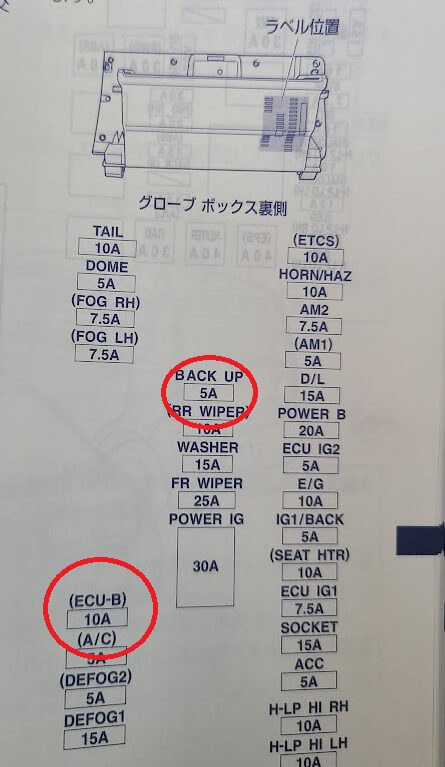 ラベル位置
グローブ ボックス裏側
TAIL
10A
DOME
5A
(FOG RH)
7.5A
(FOG LH)
7.5A
(ECU-B)
10A
(A/C)
5A
(DEFOG2)
5A
DEFOG1
15A
BACK UP
5A
(RR WIPER)
10A
WASHER
15A
FR WIPER
25A
POWER IG
30A
(ETCS)
10A
HORN/HAZ
10A
AM2
7.5A
(AM1)
5A
D/L
15A
POWER B
20A
ECU IG2
5A
E/G
10A
IG1/BACK
5A
(SEAT HTR)
10A
ECU IG1
7.5A
SOCKET
15A
ACC
5A
H-LP HI RH
10A
H-LP HI LH
10A